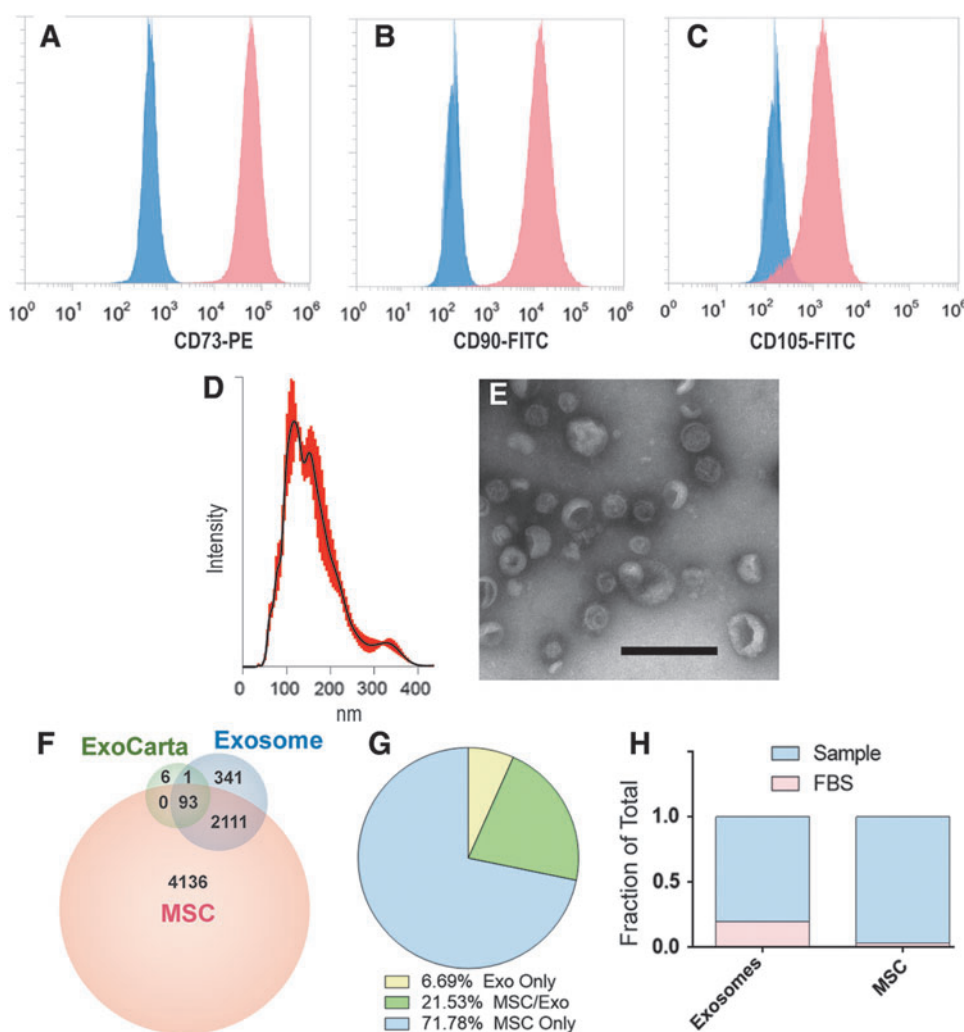 A
10⁰ 10¹ 10² 10³ 10⁴ 10⁵ 10⁶
CD73-PE
B
10⁰ 10¹ 10² 10³ 10⁴ 10⁵ 10⁶
CD90-FITC
C
0⁰ 10¹ 10² 10³ 10⁴ 10⁵ 10⁶
CD105-FITC
D
Intensity
0 100 200 300 400
nm
E
F
ExoCarta
Exosome
6 1 341
0 93
2111
4136
MSC
G
6.69% Exo Only
21.53% MSC/Exo
71.78% MSC Only
H
Sample
FBS
Fraction of Total
1.0
0.5
0.0
Exosomes
MSC